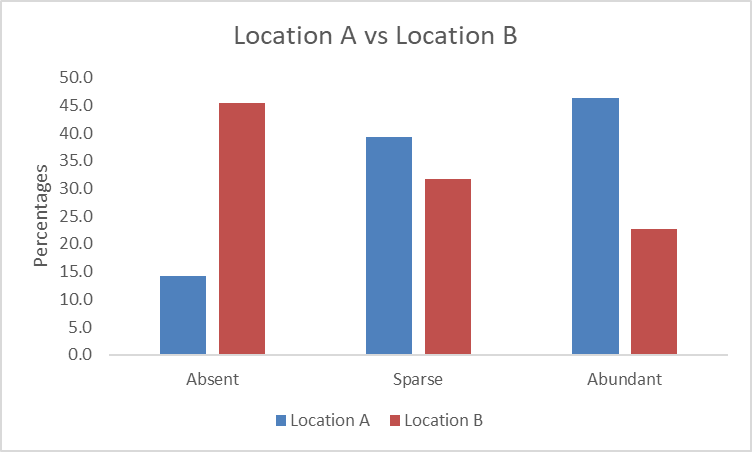 Location A vs Location B
50.0
45.0
40.0
35.0
30.0
25.0
20.0
15.0
10.0
5.0
0.0
Percentages
Absent Sparse Abundant
Location A Location B